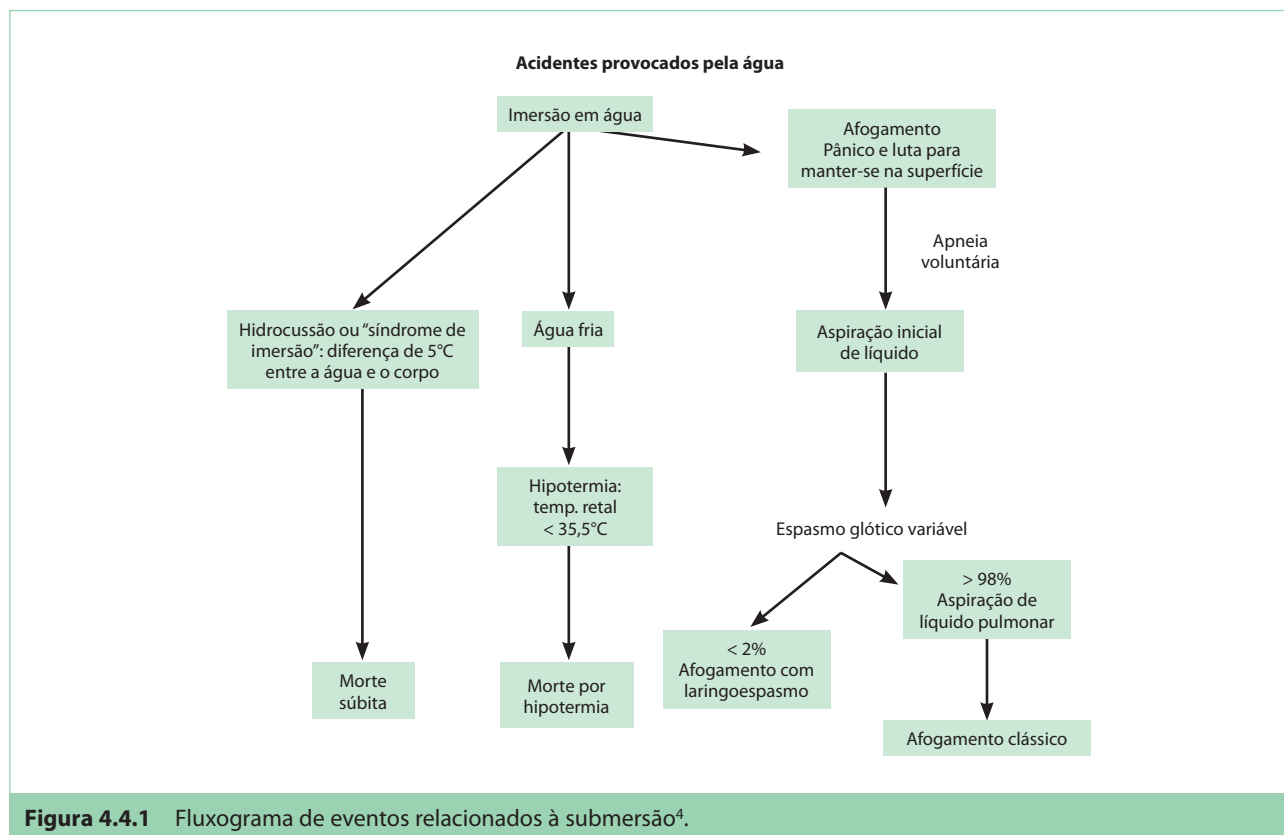 Acidentes provocados pela água
Imersão em água
Afogamento
Pânico e luta para
manter-se na superfície
Apneia
voluntária
Hidrocussão ou “síndrome de
imersão”: diferença de 5°C
entre a água e o corpo
Água fria
Aspiração inicial
de líquido
Hipotermia:
temp. retal
< 35,5°C
Espasmo glótico variável
> 98%
Aspiração de
líquido pulmonar
< 2%
Afogamento com
laringoespasmo
Morte
súbita
Morte por
hipotermia
Afogamento clássico
Figura 4.4.1 Fluxograma de eventos relacionados à submersão⁴.